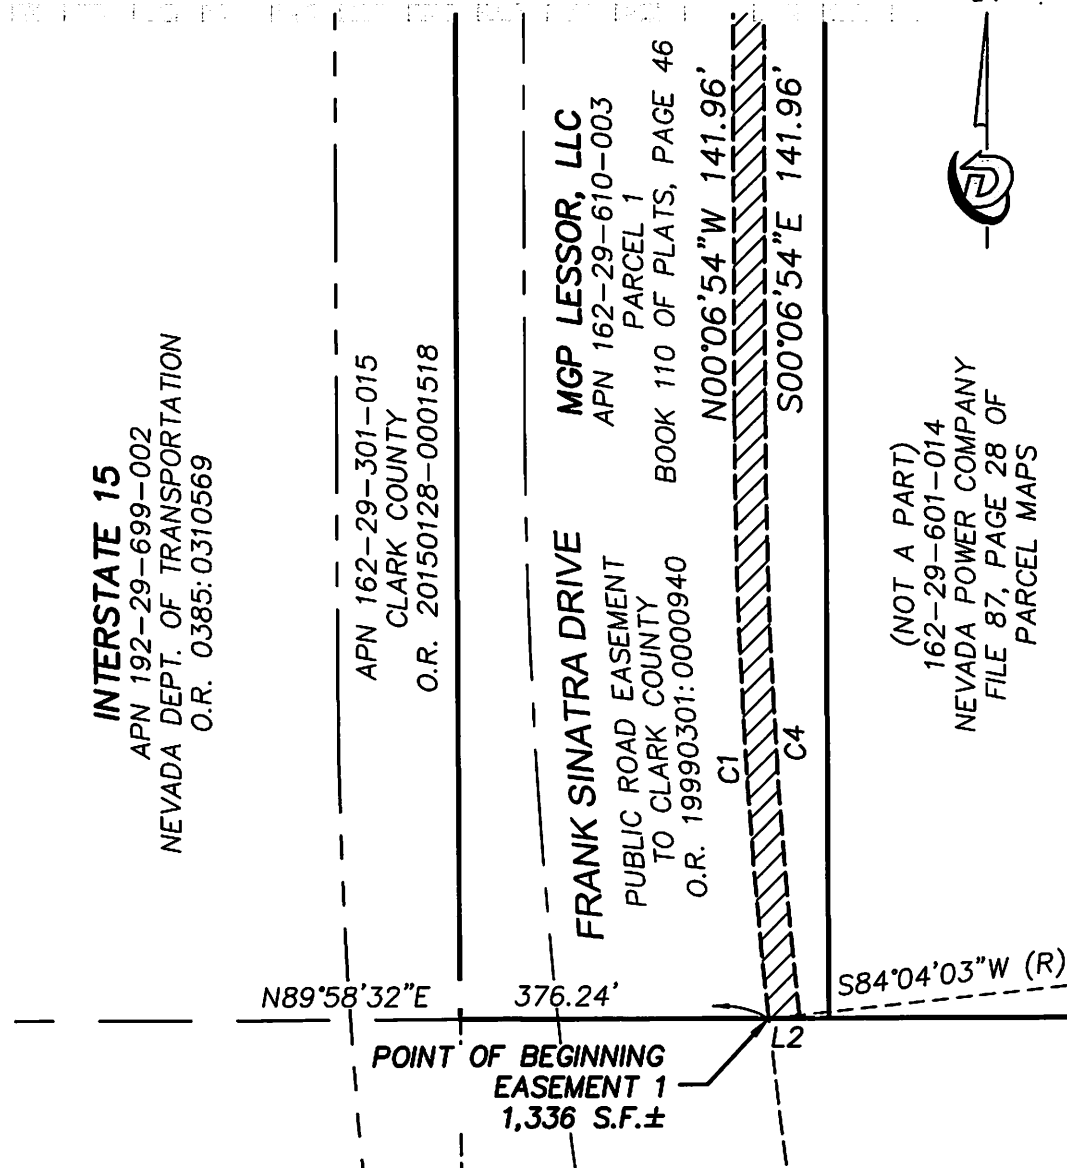 INTERSTATE 15
APN 192-29-699-002
NEVADA DEPT. OF TRANSPORTATION
O.R. 0385:0310569
APN 162-29-301-015
CLARK COUNTY
O.R. 20150128-0001518
MGP LESSOR, LLC
APN 162-29-610-003
PARCEL 1
BOOK 110 OF PLATS, PAGE 46
FRANK SINATRA DRIVE
PUBLIC ROAD EASEMENT
TO CLARK COUNTY
O.R. 19990301:0000940
N00°06'54"W 141.96'
S00°06'54"E 141.96'
C1
C4
(NOT A PART)
162-29-601-014
NEVADA POWER COMPANY
FILE 87, PAGE 28 OF
PARCEL MAPS
D
N89°58'32"E
376.24'
S84°04'03"W (R)
L2
POINT OF BEGINNING
EASEMENT 1
1,336 S.F.±